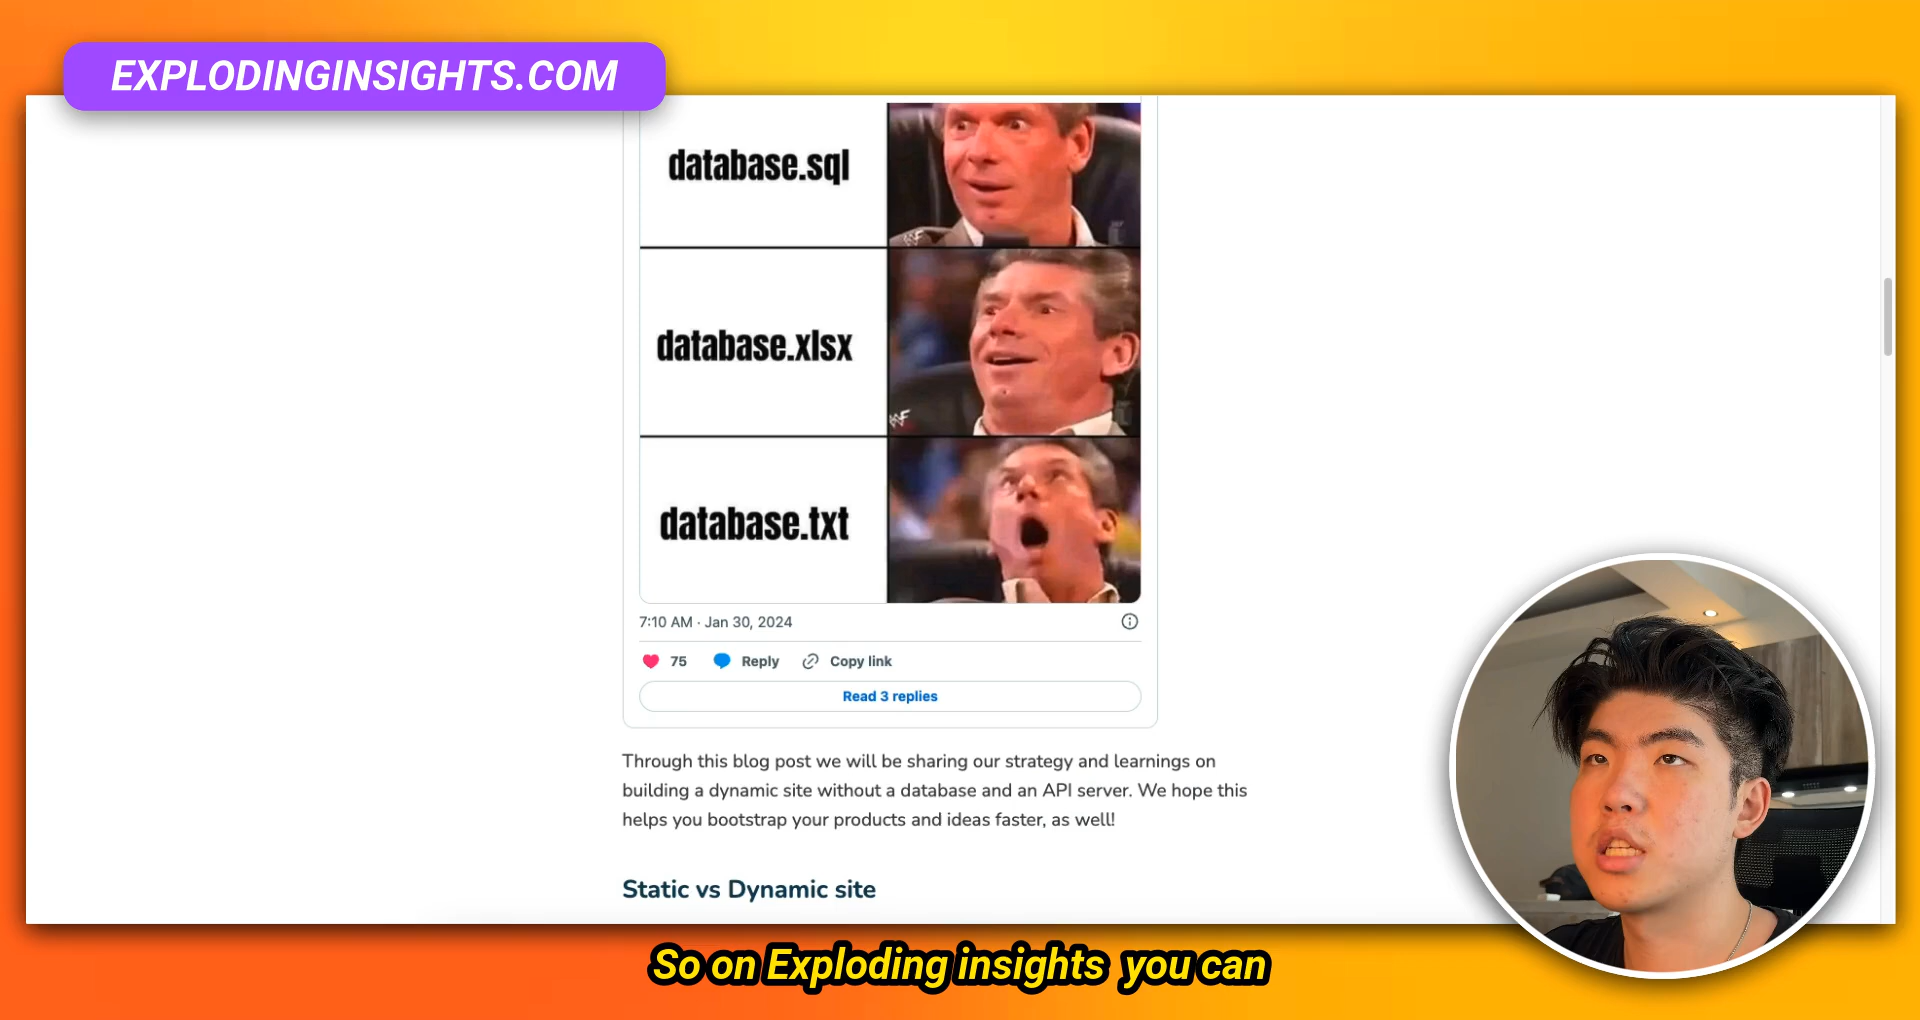 EXPLODINGINSIGHTS.COM
database.sql
database.xlsx
database.txt
7:10 AM · Jan 30, 2024
75 Reply Copy link
Read 3 replies
Through this blog post we will be sharing our strategy and learnings on
building a dynamic site without a database and an API server. We hope this
helps you bootstrap your products and ideas faster, as well!
Static vs Dynamic site
So on Exploding insights you can